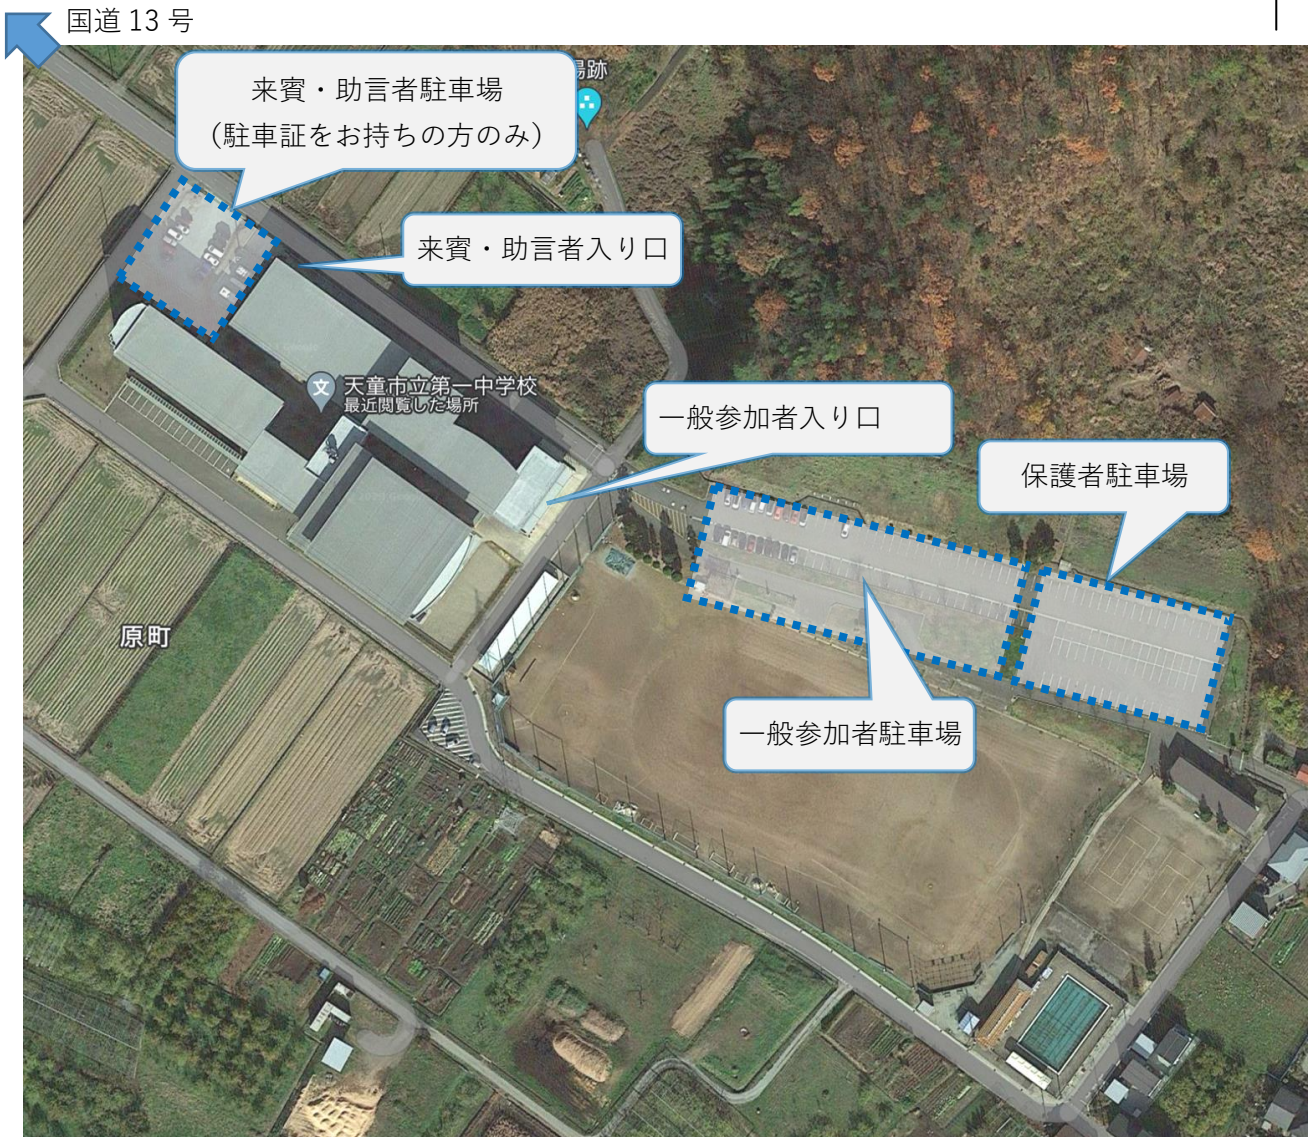 国道 13 号
来賓・助言者駐車場
(駐車証をお持ちの方のみ)
場跡
来賓・助言者入り口
天童市立第一中学校
最近閲覧した場所
文
一般参加者入り口
保護者駐車場
原町
一般参加者駐車場